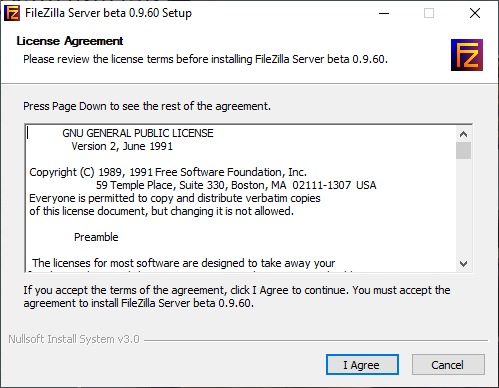 FileZilla Server beta 0.9.60 Setup
License Agreement
Please review the license terms before installing FileZilla Server beta 0.9.60.
Fz
Press Page Down to see the rest of the agreement.
GNU GENERAL PUBLIC LICENSE
Version 2, June 1991
Copyright (C) 1989, 1991 Free Software Foundation, Inc.
59 Temple Place, Suite 330, Boston, MA 02111-1307 USA
Everyone is permitted to copy and distribute verbatim copies
of this license document, but changing it is not allowed.
Preamble
The licenses for most software are designed to take away your
If you accept the terms of the agreement, click I Agree to continue. You must accept the
agreement to install FileZilla Server beta 0.9.60.
Nullsoft Install System v3.0
I Agree
Cancel